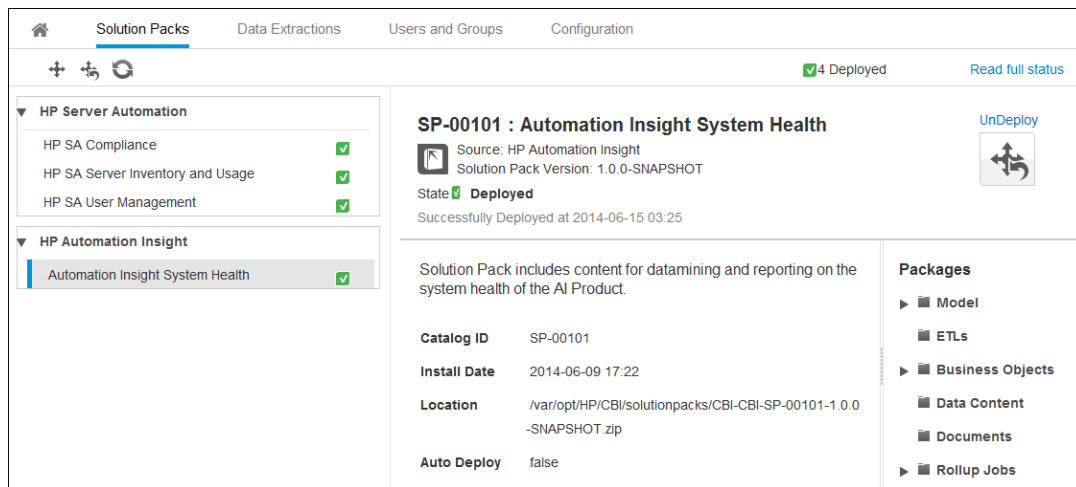 Solution Packs Data Extractions Users and Groups Configuration
4 Deployed Read full status
HP Server Automation
HP SA Compliance
HP SA Server Inventory and Usage
HP SA User Management
HP Automation Insight
Automation Insight System Health
SP-00101 : Automation Insight System Health
UnDeploy
Source: HP Automation Insight
Solution Pack Version: 1.0.0-SNAPSHOT
State Deployed
Successfully Deployed at 2014-06-15 03:25
Solution Pack includes content for datamining and reporting on the
system health of the AI Product.
Catalog ID SP-00101
Install Date 2014-06-09 17:22
Location /var/opt/HP/CBI/solutionpacks/CBI-CBI-SP-00101-1.0.0
-SNAPSHOT.zip
Auto Deploy false
Packages
Model
ETLs
Business Objects
Data Content
Documents
Rollup Jobs